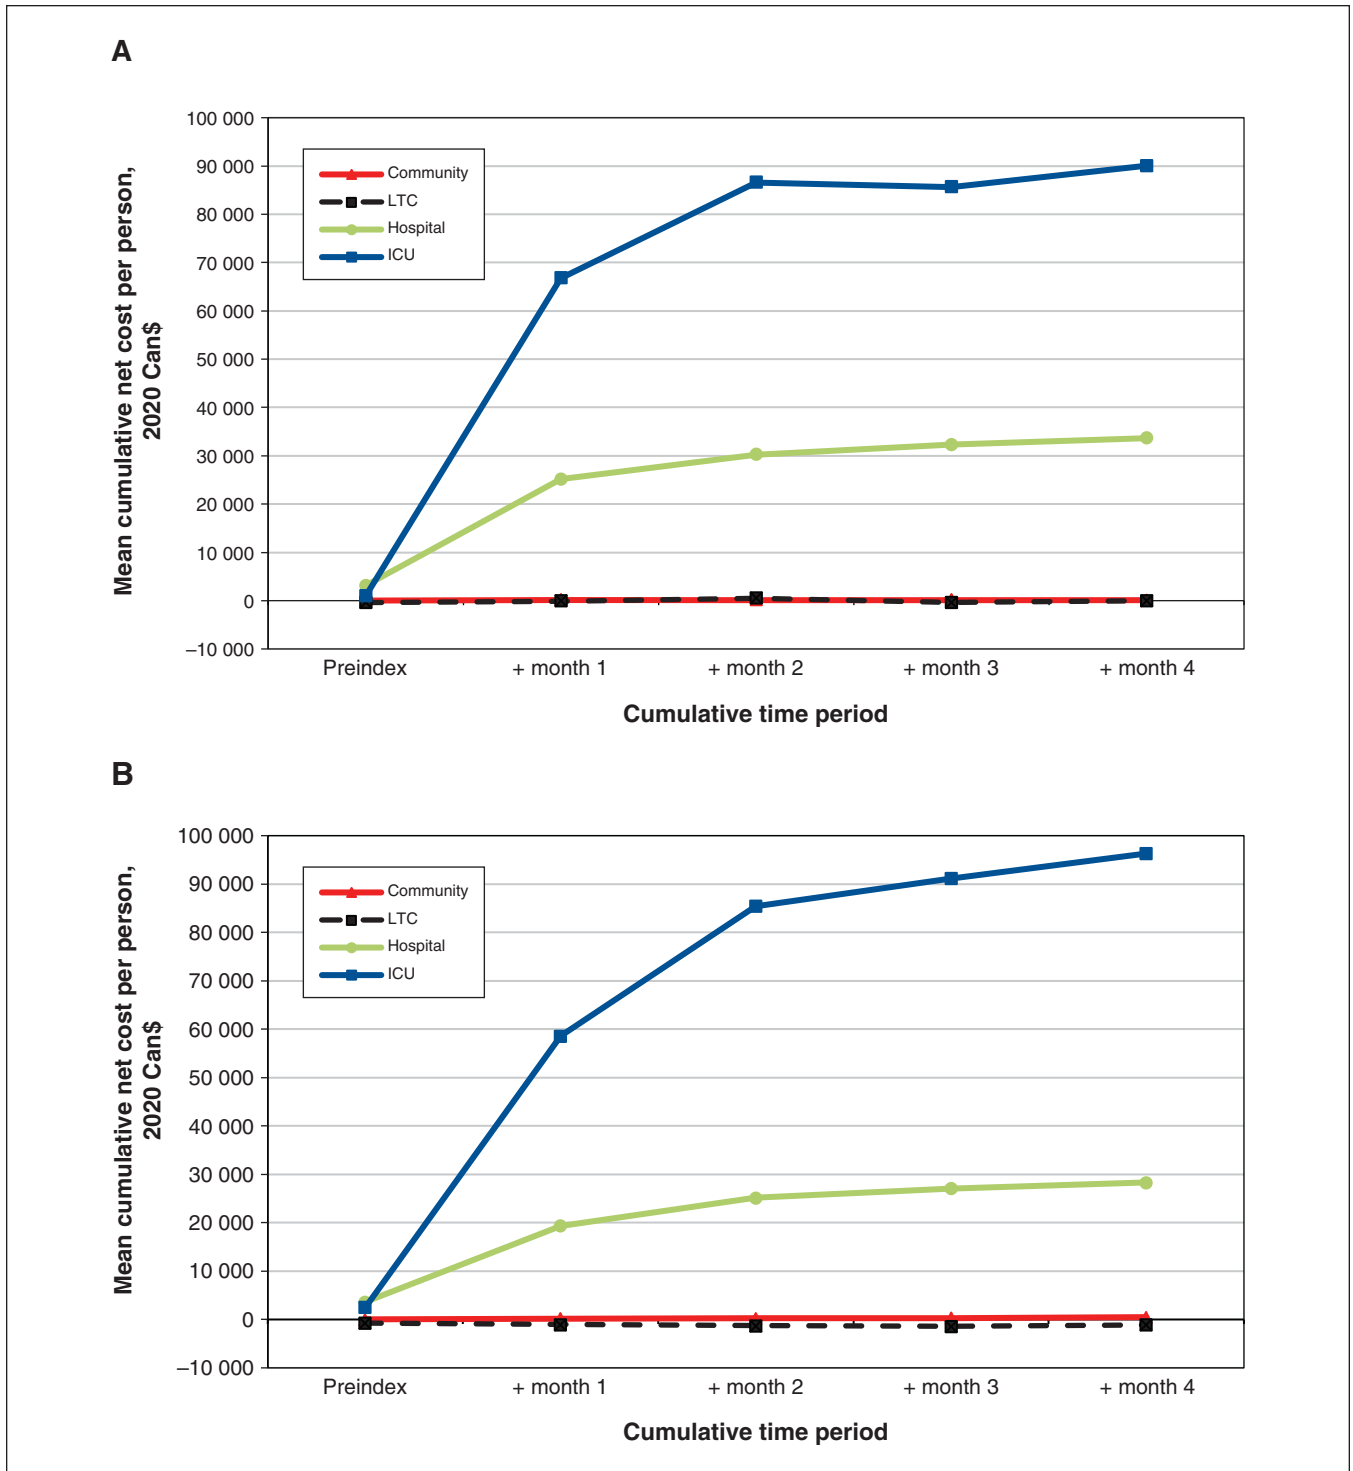 A
Mean cumulative net cost per person,
2020 Can$
100 000
90 000
80 000
70 000
60 000
50 000
40 000
30 000
20 000
10 000
0
–10 000
Community
LTC
Hospital
ICU
Preindex
+ month 1
+ month 2
+ month 3
+ month 4
Cumulative time period
B
Mean cumulative net cost per person,
2020 Can$
100 000
90 000
80 000
70 000
60 000
50 000
40 000
30 000
20 000
10 000
0
–10 000
Community
LTC
Hospital
ICU
Preindex
+ month 1
+ month 2
+ month 3
+ month 4
Cumulative time period